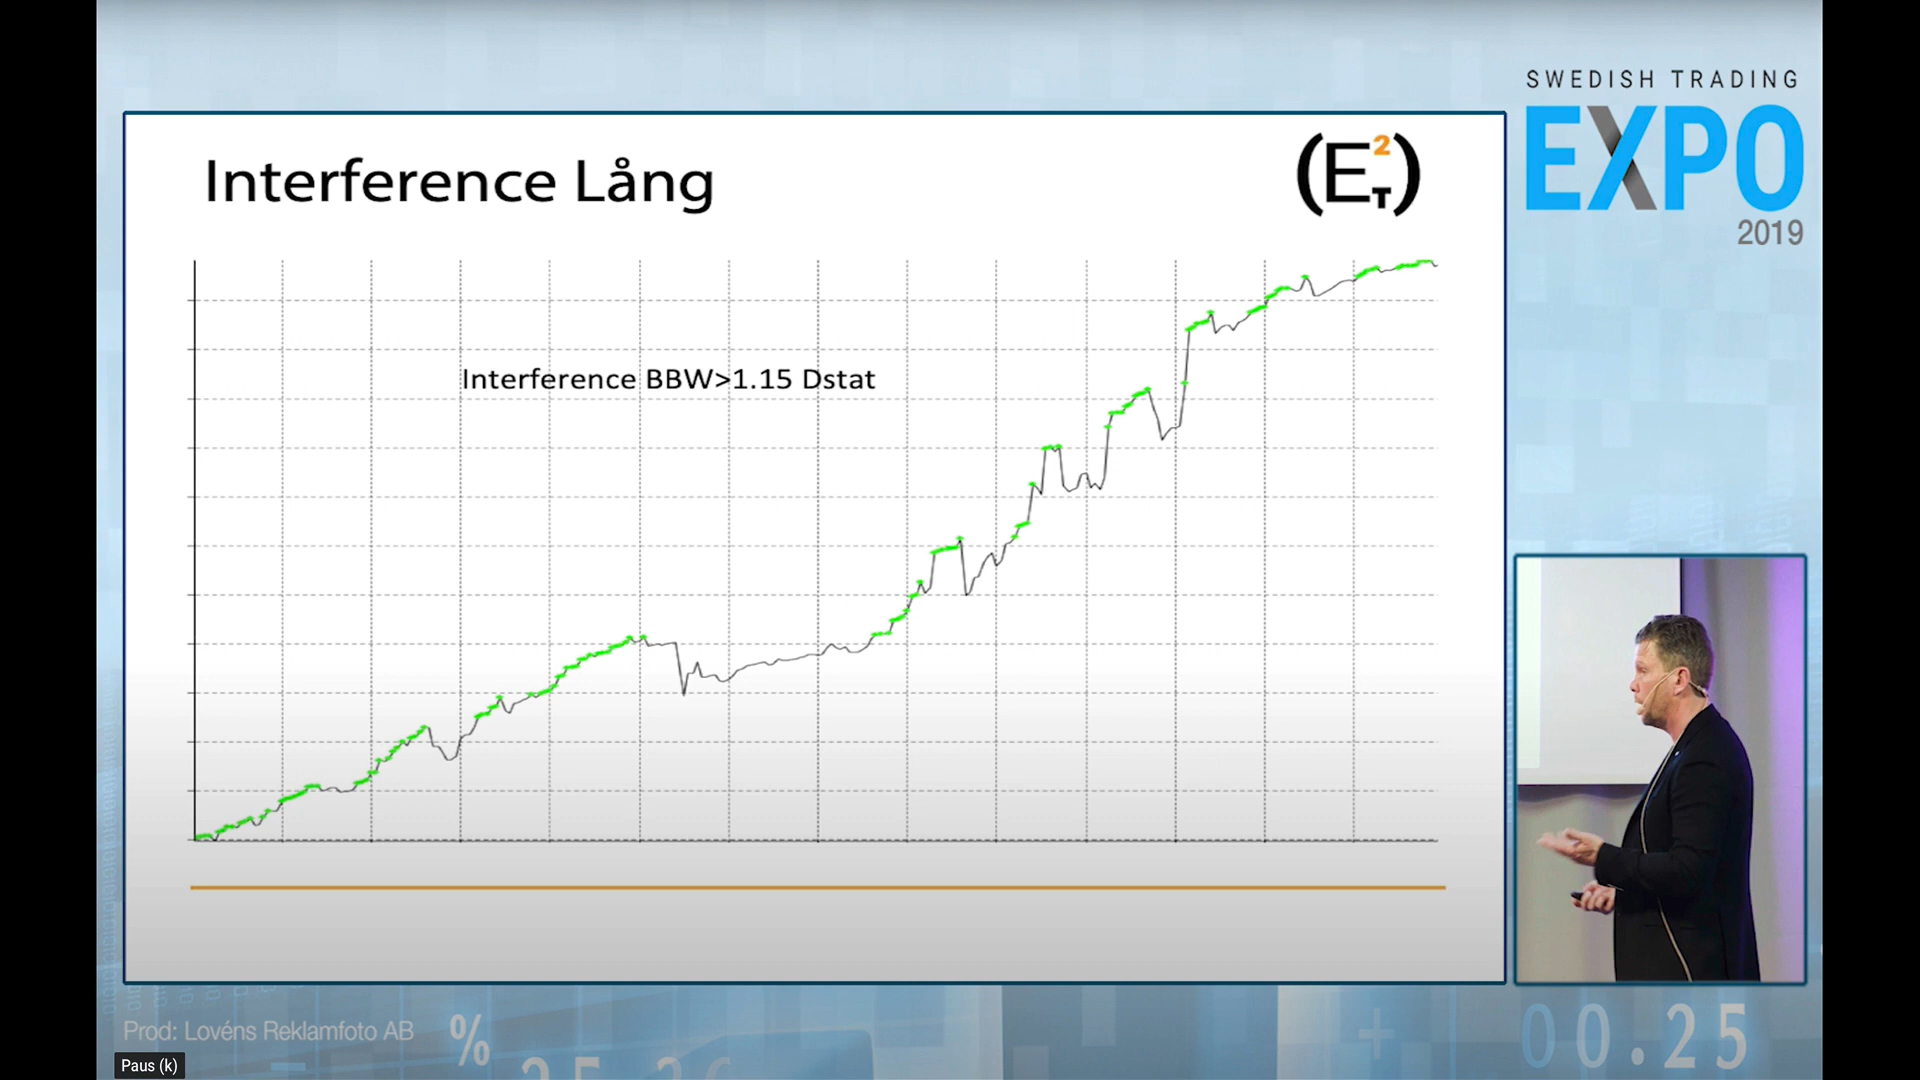 SWEDISH TRADING
EXPO
2019
Interference Lång
(E²T)
Interference BBW>1.15 Dstat
Prod: Lovéns Reklamfoto AB
%
+
00.25
Paus (k)